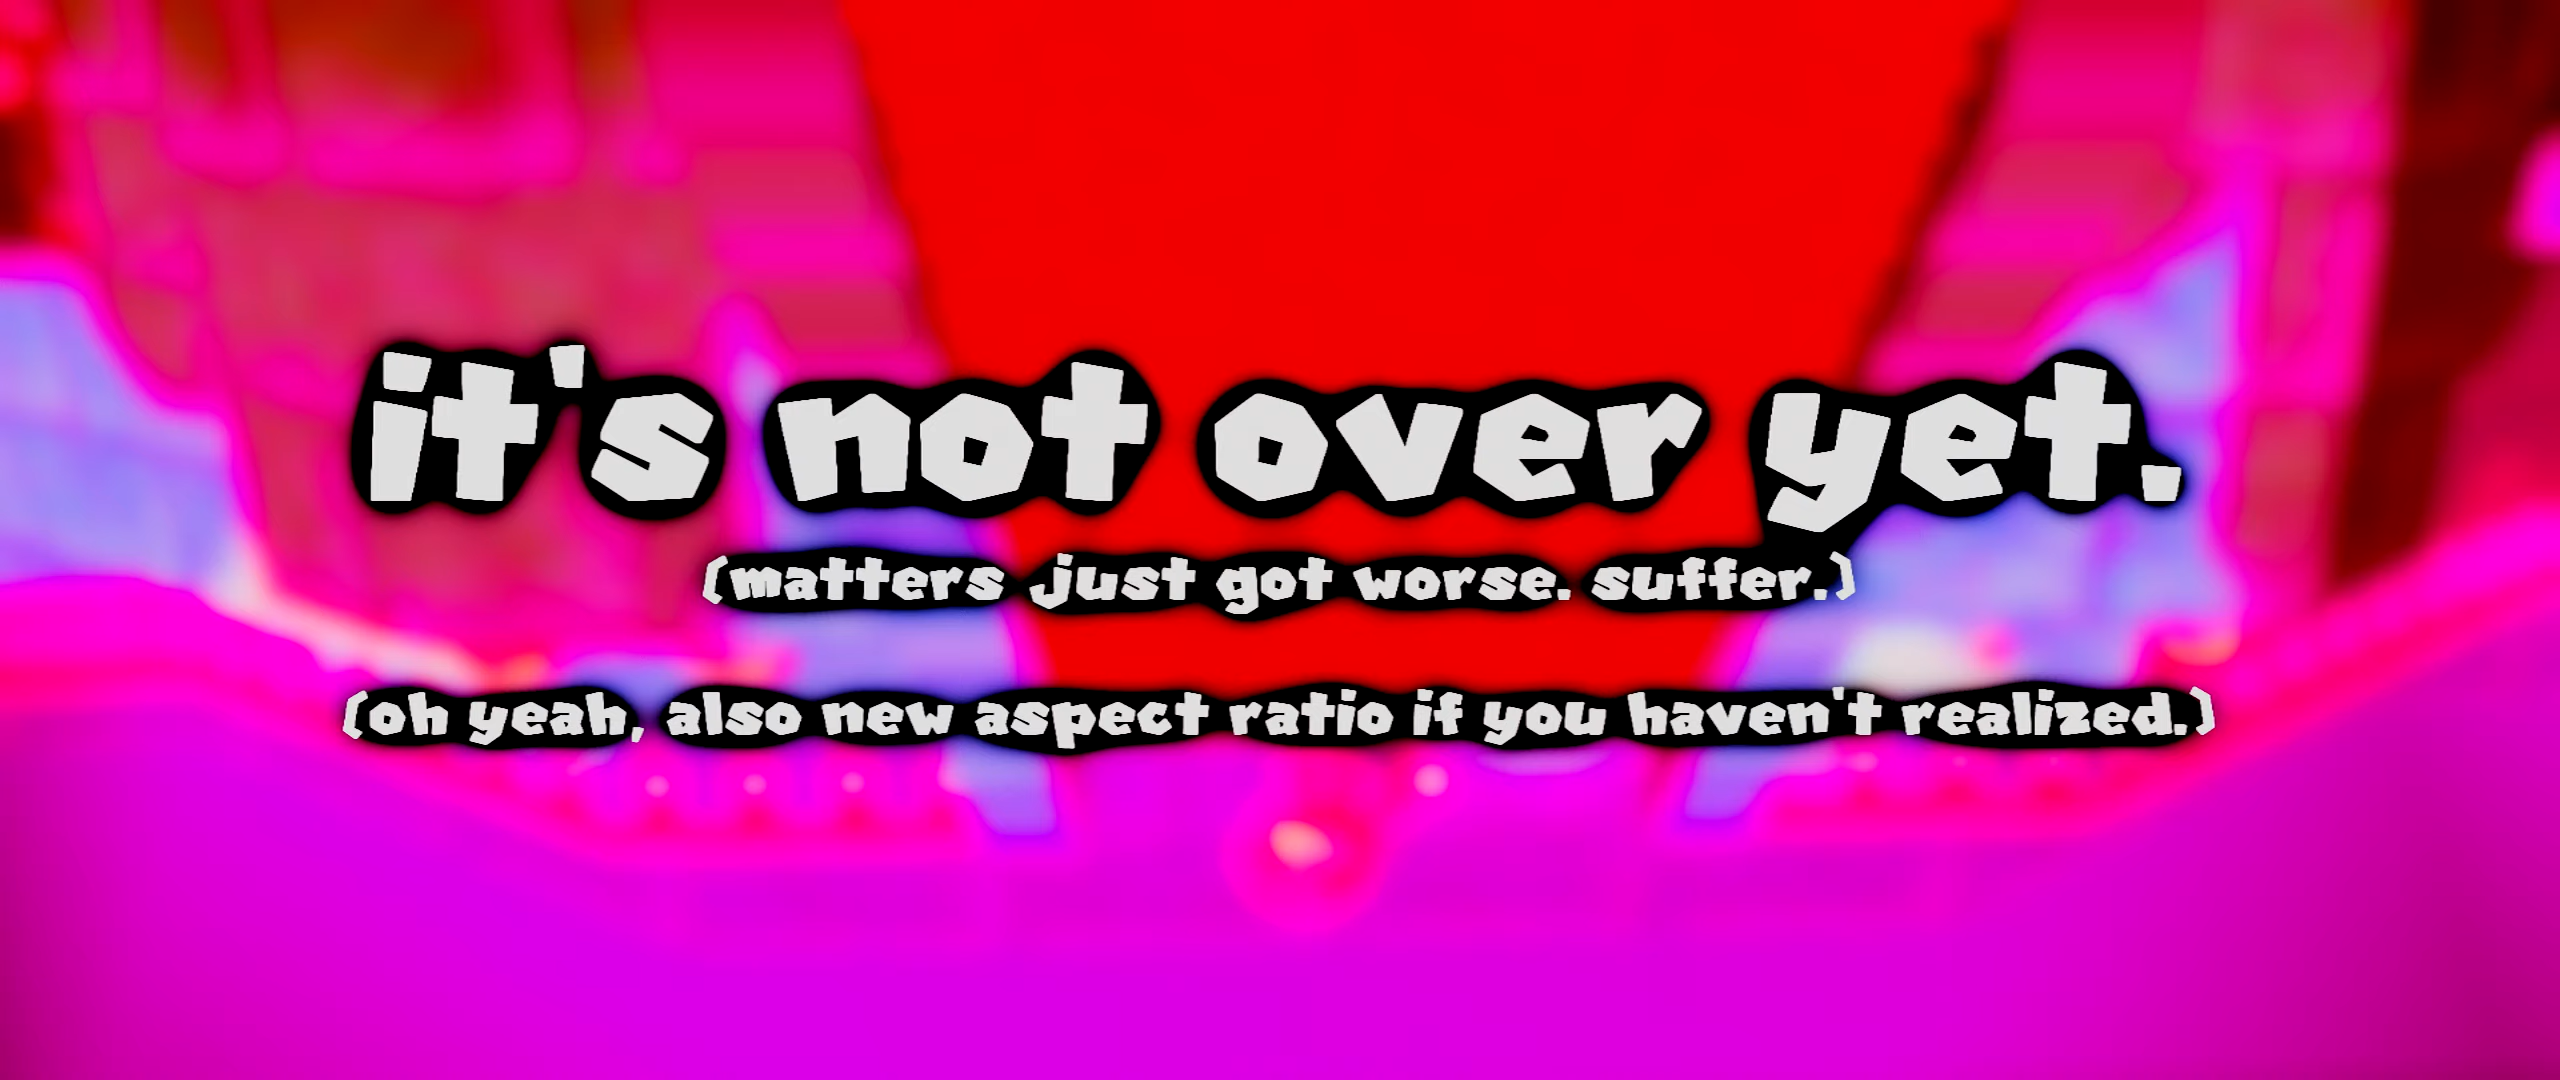 it's not over yet.
(matters just got worse. suffer.)
(oh yeah, also new aspect ratio if you haven't realized.)